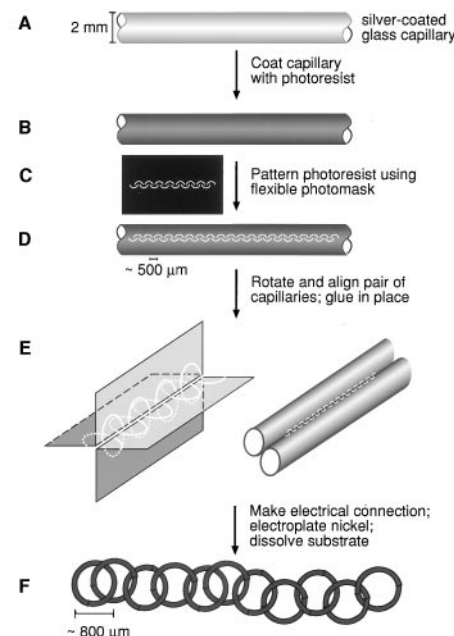 A
2 mm
silver-coated
glass capillary
Coat capillary
with photoresist
B
C
Pattern photoresist using
flexible photomask
D
~ 500 μm
Rotate and align pair of
capillaries; glue in place
E
Make electrical connection;
electroplate nickel;
dissolve substrate
F
~ 800 μm